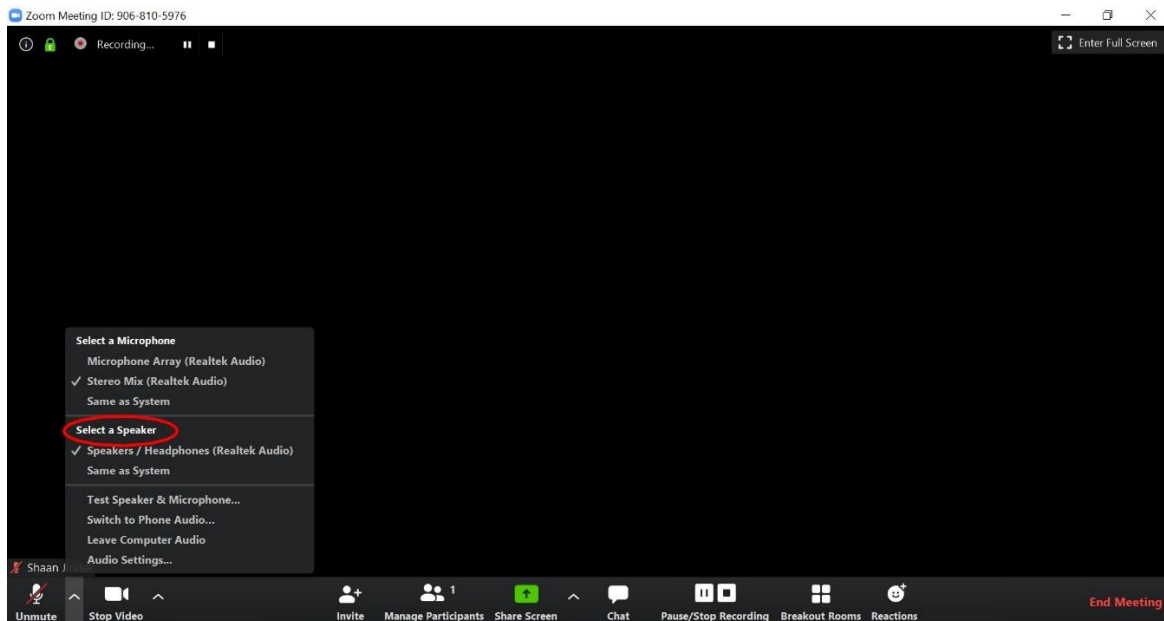 Zoom Meeting ID: 906-810-5976
Recording...
Enter Full Screen
Select a Microphone
Microphone Array (Realtek Audio)
✓ Stereo Mix (Realtek Audio)
Same as System
Select a Speaker
✓ Speakers / Headphones (Realtek Audio)
Same as System
Test Speaker & Microphone...
Switch to Phone Audio...
Leave Computer Audio
Audio Settings...
Shaan
1
Unmute Stop Video Invite Manage Participants Share Screen Chat Pause/Stop Recording Breakout Rooms Reactions End Meeting